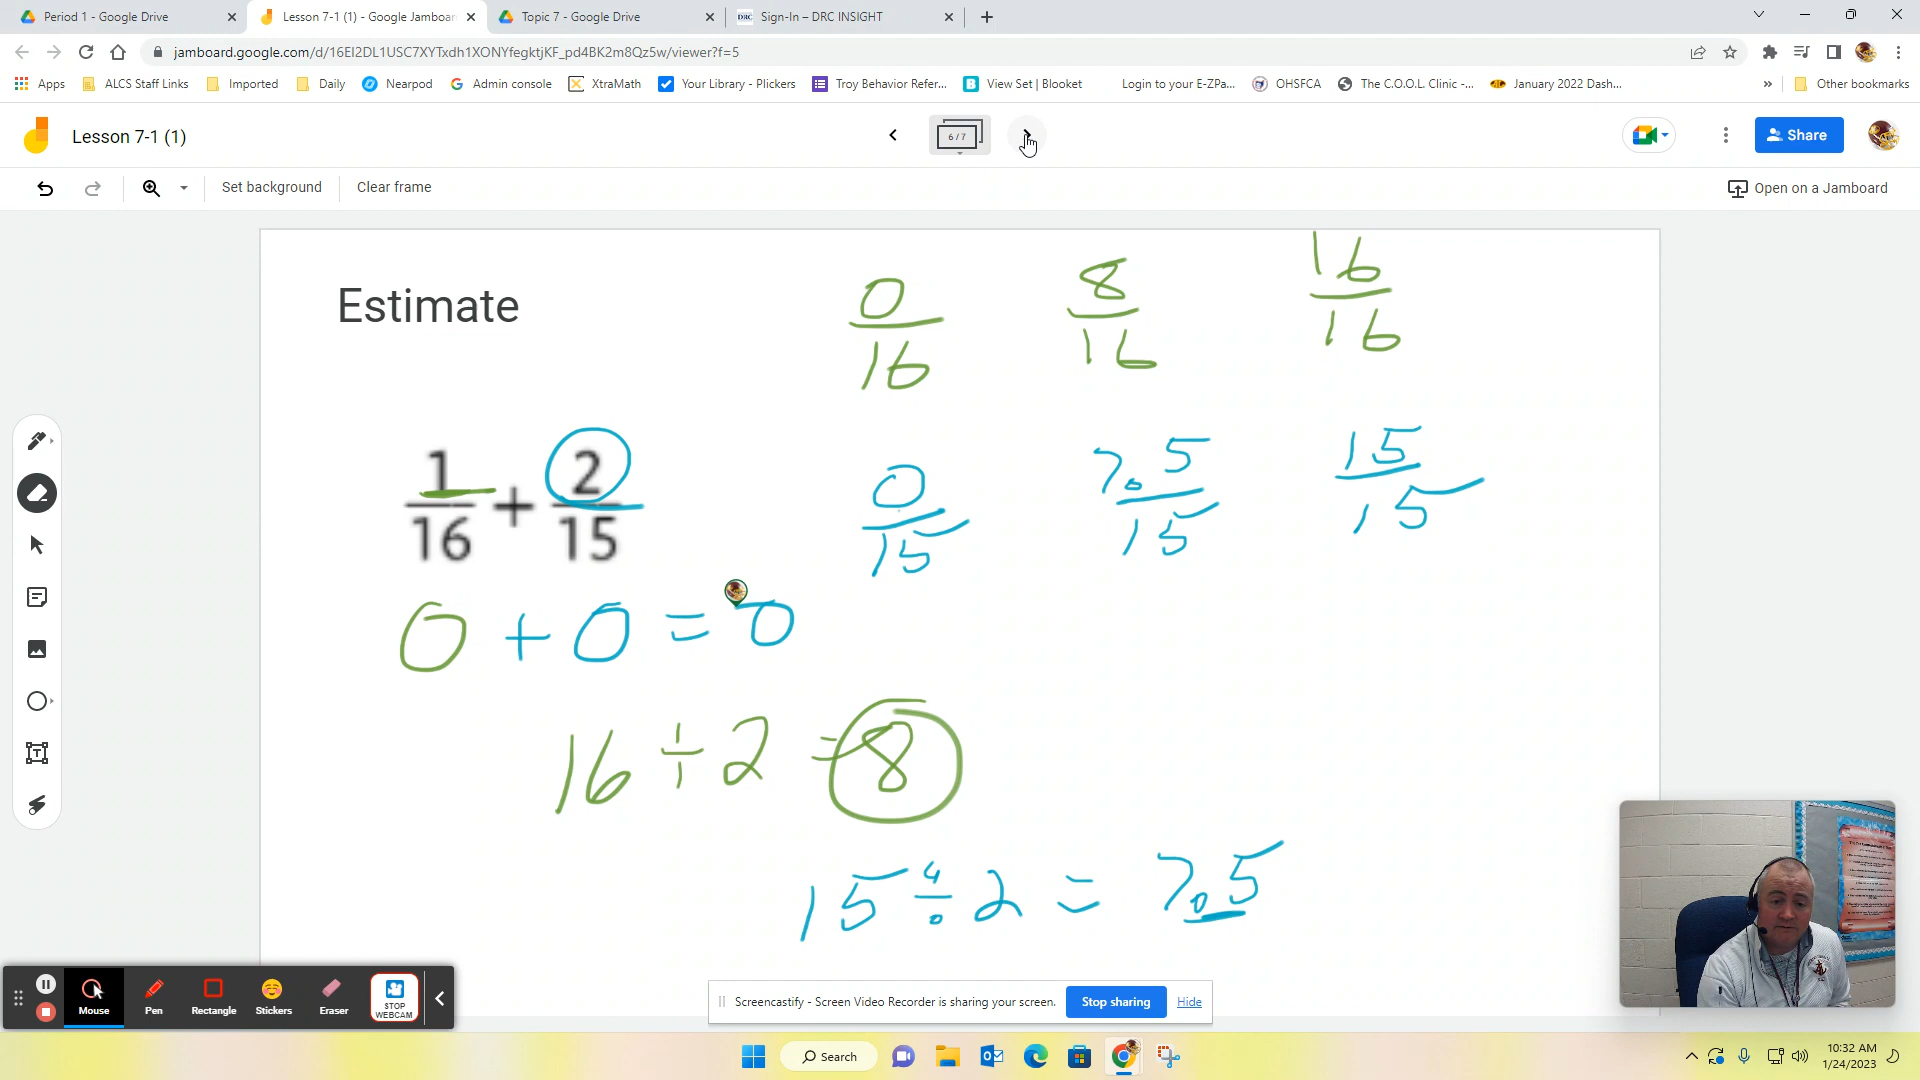 Period 1 - Google Drive
Lesson 7-1 (1) - Google Jamboar
Topic 7 - Google Drive
DRC Sign-In – DRC INSIGHT
jamboard.google.com/d/16EI2DL1USC7XYTxdh1XONYfegktjKF_pd4BK2m8Qz5w/viewer?f=5
Apps
ALCS Staff Links
Imported
Daily
Nearpod
Admin console
XtraMath
Your Library - Plickers
Troy Behavior Refer...
View Set | Blooket
Login to your E-ZPa...
OHSFCA
The C.O.O.L. Clinic -...
January 2022 Dash...
»
Other bookmarks
Lesson 7-1 (1)
6 / 7
Share
Set background
Clear frame
Open on a Jamboard
Estimate
0/16 8/16 16/16
1/16 + 2/15
0/15 7.5/15 15/15
0 + 0 = 0
16 ÷ 2 = 8
15 ÷ 2 = 7.5
Mouse
Pen
Rectangle
Stickers
Eraser
STOP
WEBCAM
Screencastify - Screen Video Recorder is sharing your screen.
Stop sharing
Hide
Search
10:32 AM
1/24/2023